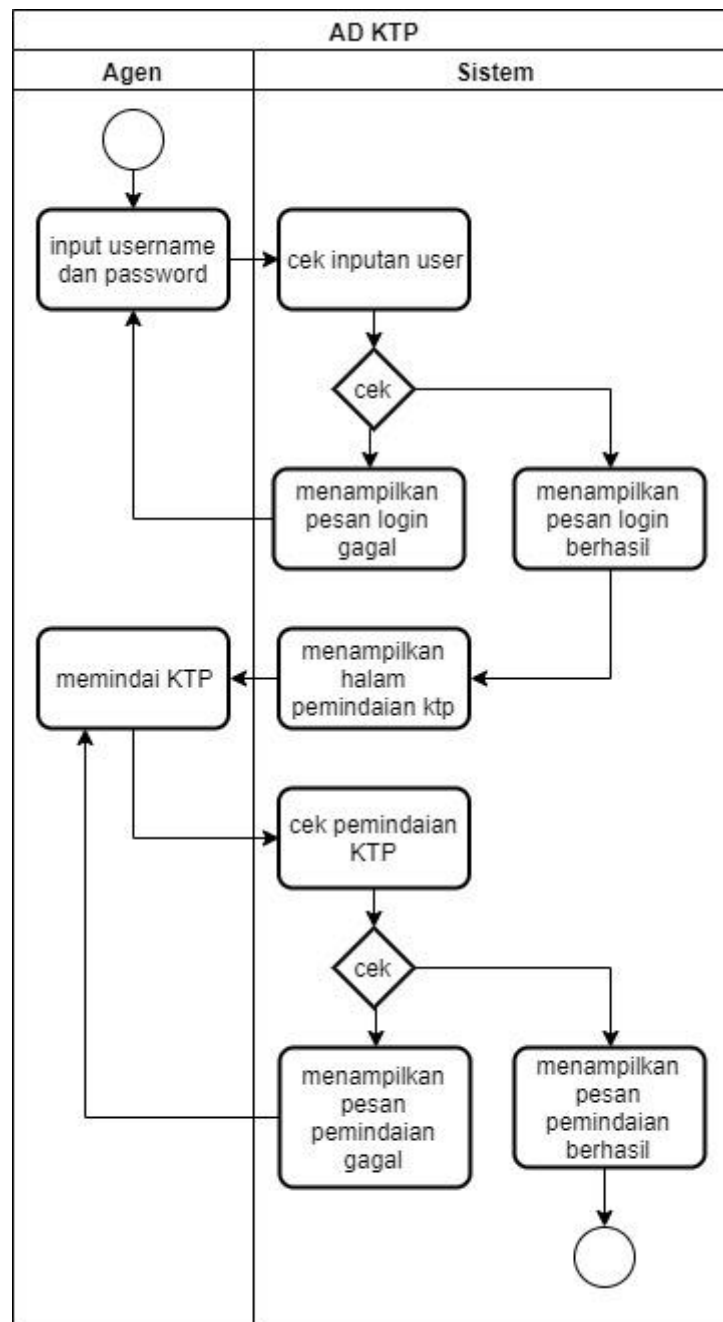 AD KTP
Agen
Sistem
input username
dan password
cek inputan user
cek
menampilkan
pesan login
gagal
menampilkan
pesan login
berhasil
memindai KTP
menampilkan
halam
pemindaian ktp
cek pemindaian
KTP
cek
menampilkan
pesan
pemindaian
gagal
menampilkan
pesan
pemindaian
berhasil